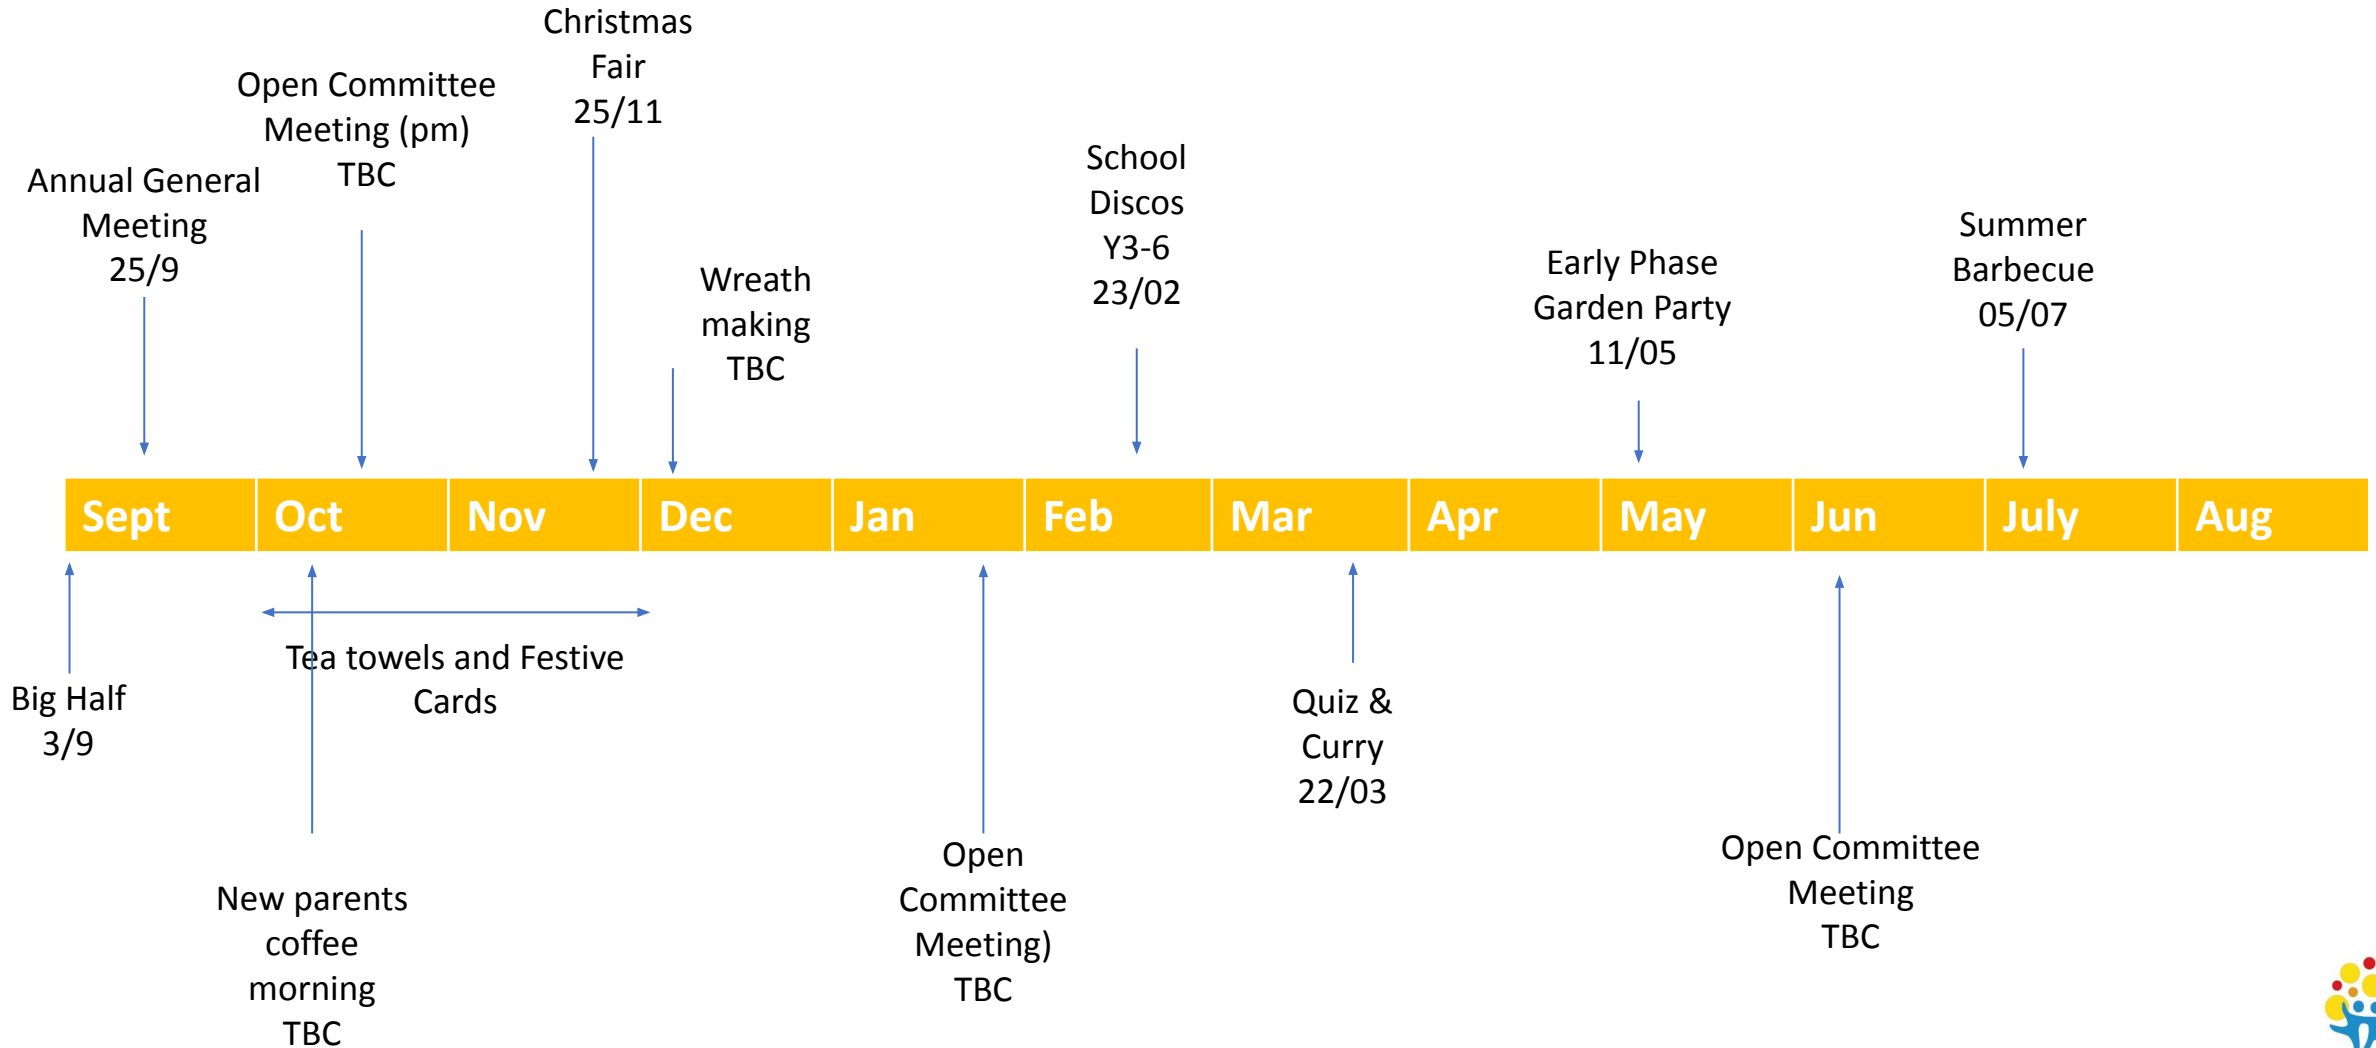 Christmas
Fair
25/11
Open Committee
Meeting (pm)
TBC
Annual General
Meeting
25/9
Wreath
making
TBC
School
Discos
Y3-6
23/02
Early Phase
Garden Party
11/05
Summer
Barbecue
05/07
Sept
Oct
Nov
Dec
Jan
Feb
Mar
Apr
May
Jun
July
Aug
Big Half
3/9
Tea towels and Festive
Cards
New parents
coffee
morning
TBC
Open
Committee
Meeting)
TBC
Quiz &
Curry
22/03
Open Committee
Meeting
TBC